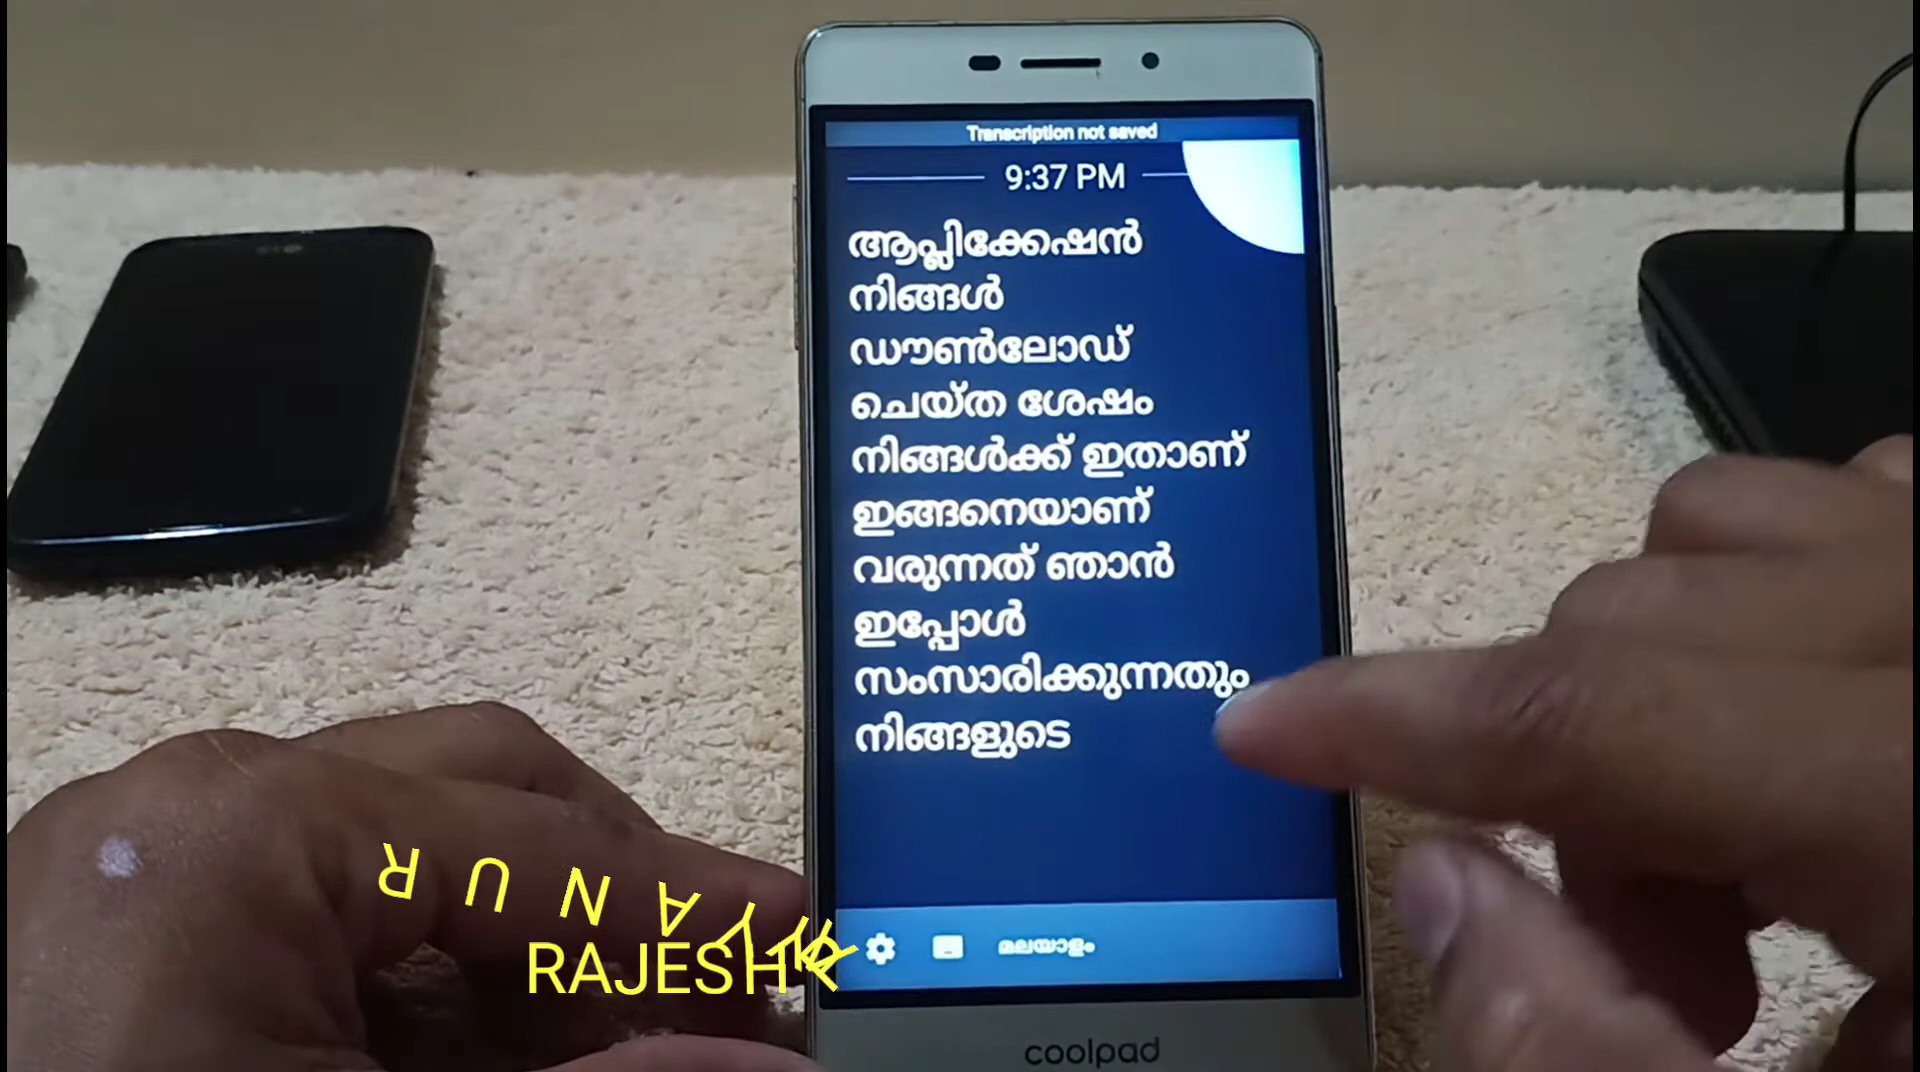 Transcription not saved
9:37 PM
ആപ്ലിക്കേഷൻ
നിങ്ങൾ
ഡൗൺലോഡ്
ചെയ്ത ശേഷം
നിങ്ങൾക്ക് ഇതാണ്
ഇങ്ങനെയാണ്
വരുന്നത് ഞാൻ
ഇപ്പോൾ
സംസാരിക്കുന്നതും
നിങ്ങളുടെ
RAJESH
മലയാളം
coolpad